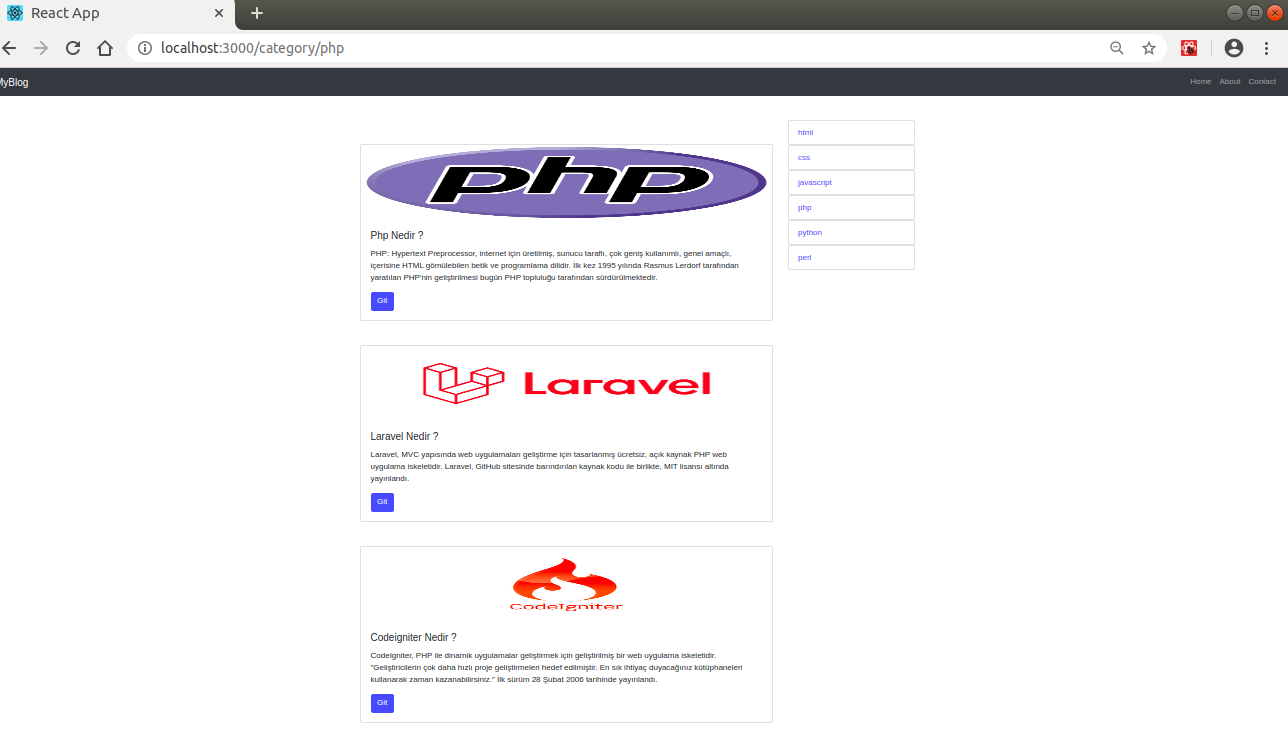 React App
localhost:3000/category/php
MyBlog
Home About Contact
php
Php Nedir ?
PHP: Hypertext Preprocessor, internet için üretilmiş, sunucu taraflı, çok geniş kullanımlı, genel amaçlı,
içerisine HTML gömülebilen betik ve programlama dilidir. İlk kez 1995 yılında Rasmus Lerdorf tarafından
yaratılan PHP'nin geliştirilmesi bugün PHP topluluğu tarafından sürdürülmektedir.
Git
Laravel
Laravel Nedir ?
Laravel, MVC yapısında web uygulamaları geliştirme için tasarlanmış ücretsiz, açık kaynak PHP web
uygulama iskeletidir. Laravel, GitHub sitesinde barındırılan kaynak kodu ile birlikte, MIT lisansı altında
yayınlandı.
Git
CodeIgniter
Codeigniter Nedir ?
CodeIgniter, PHP ile dinamik uygulamalar geliştirmek için geliştirilmiş bir web uygulama iskeletidir.
"Geliştiricilerin çok daha hızlı proje geliştirmeleri hedef edilmiştir. En sık ihtiyaç duyacağınız kütüphaneleri
kullanarak zaman kazanabilirsiniz." İlk sürüm 28 Şubat 2006 tarihinde yayınlandı.
Git
html
css
javascript
php
python
perl